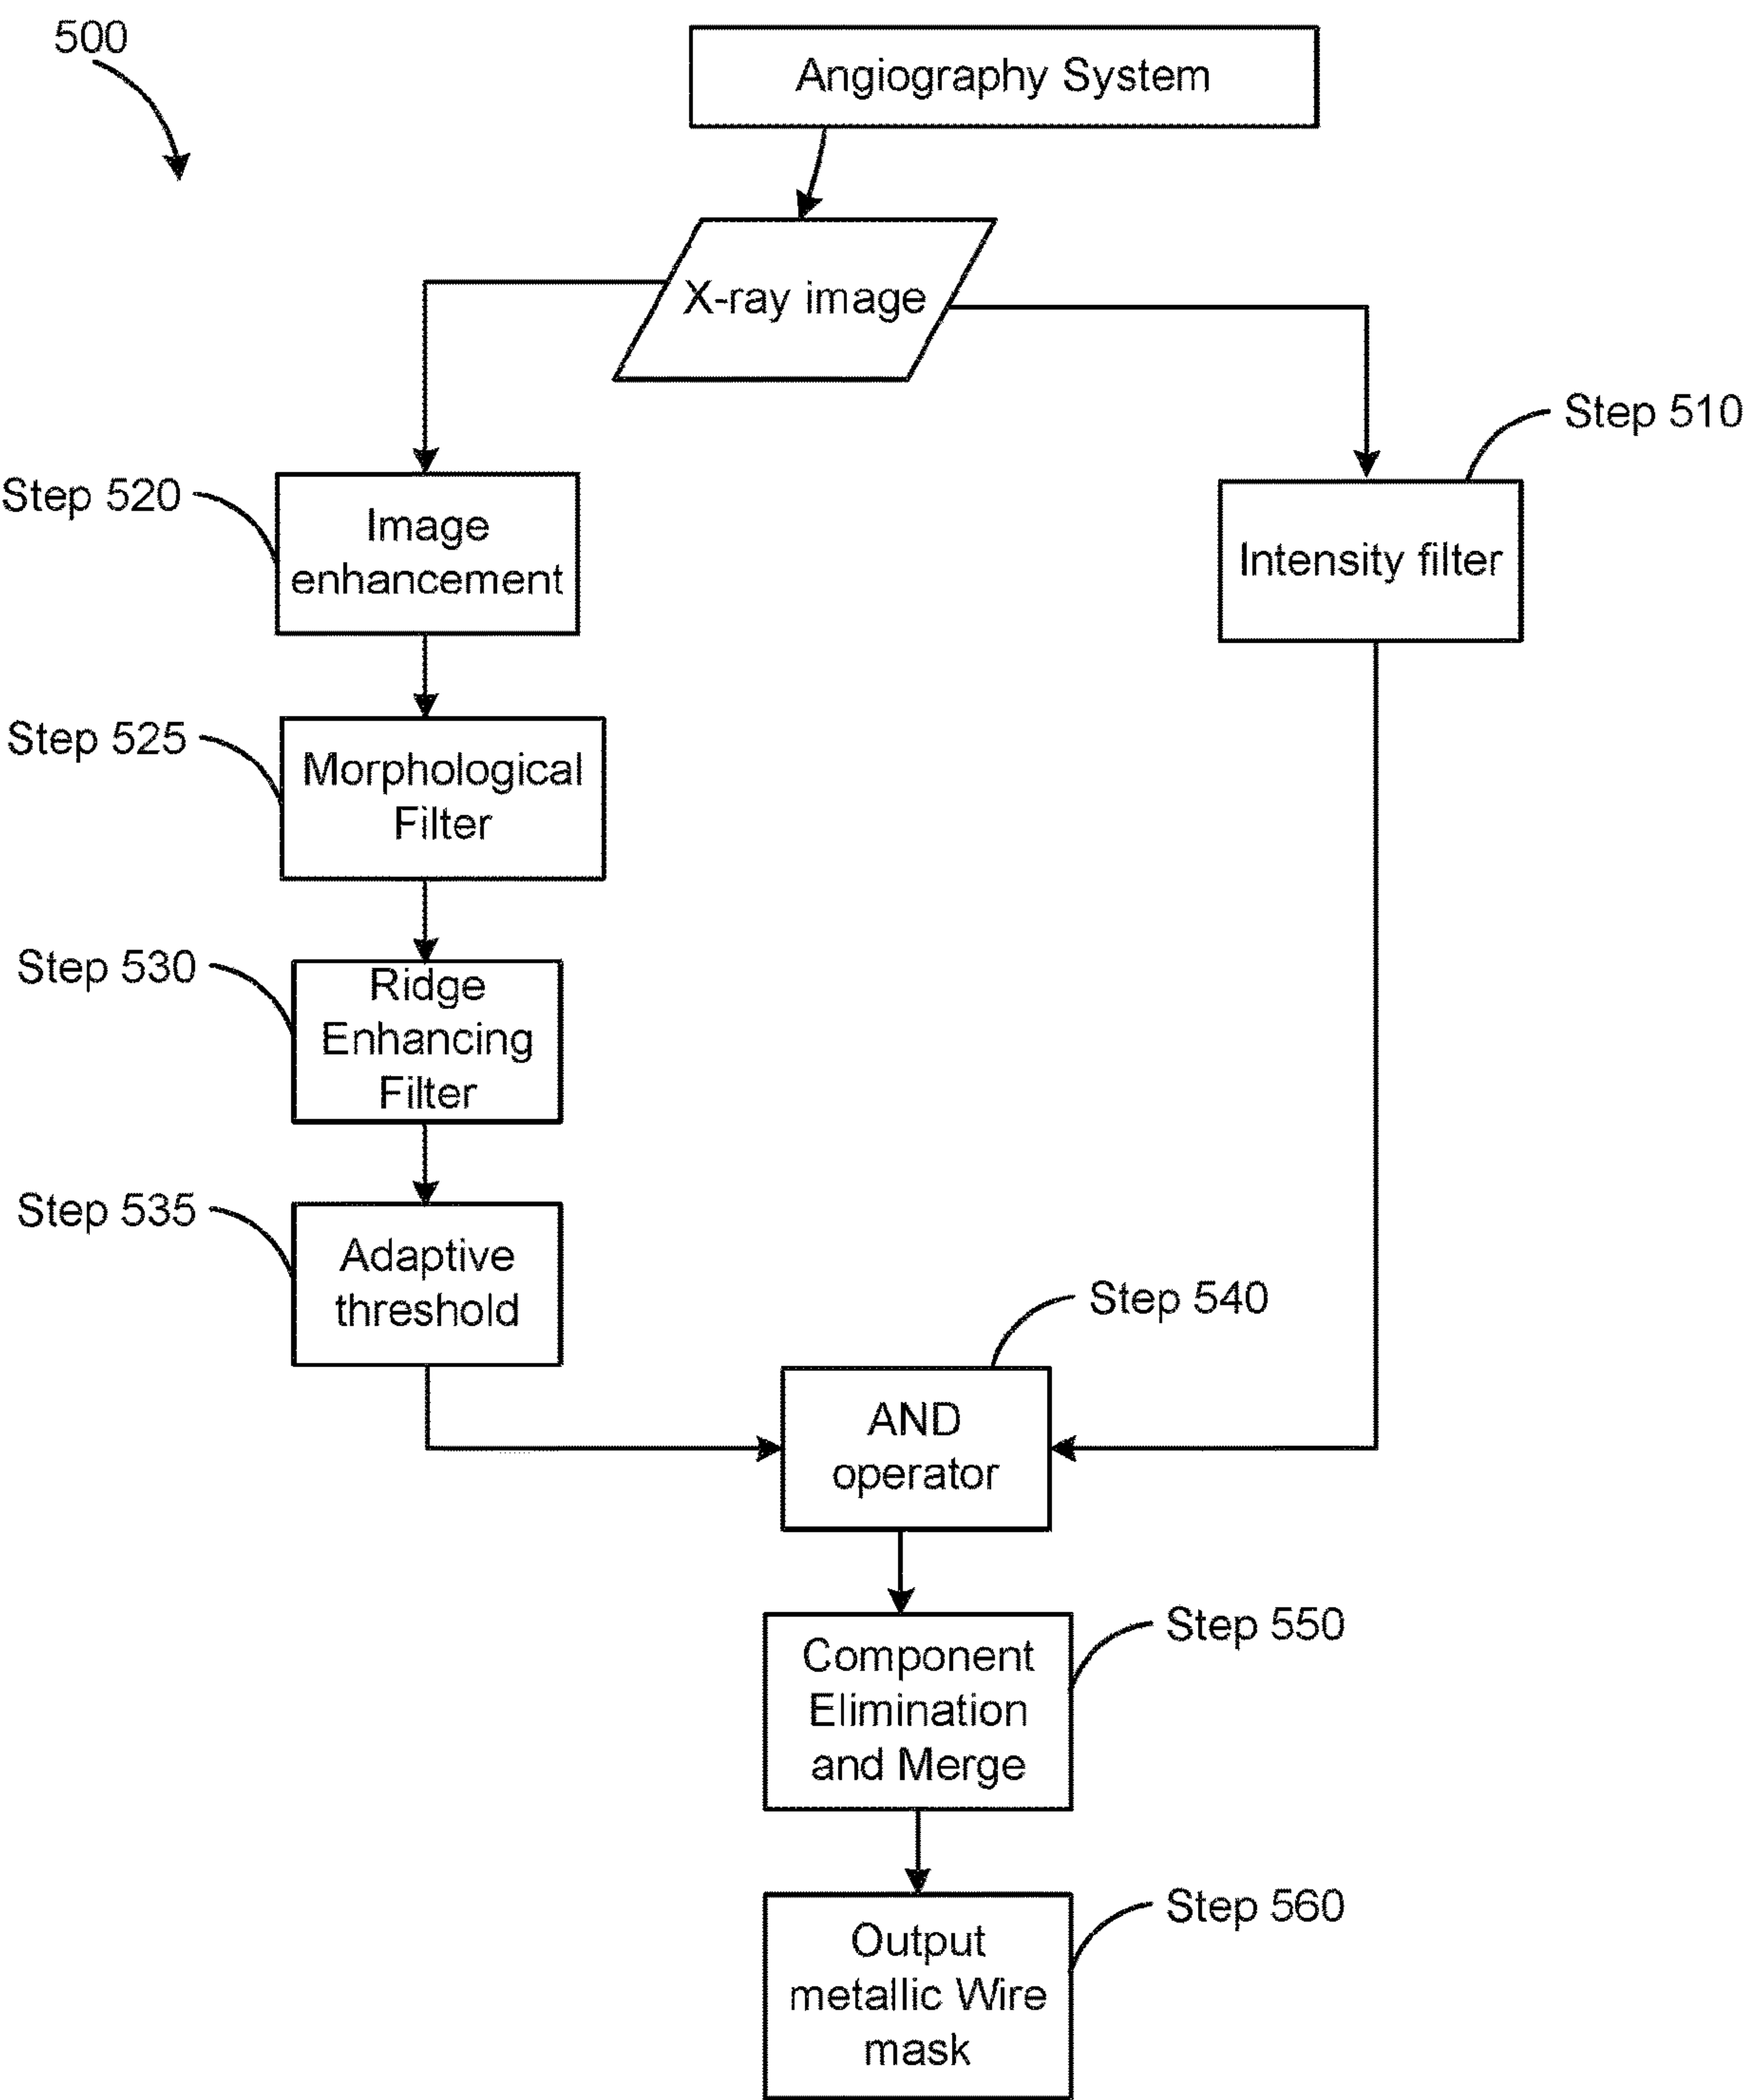 500
Angiography System
X-ray image
Step 510
Step 520
Image
enhancement
Intensity filter
Step 525
Morphological
Filter
Step 530
Ridge
Enhancing
Filter
Step 535
Adaptive
threshold
Step 540
AND
operator
Step 550
Component
Elimination
and Merge
Step 560
Output
metallic Wire
mask